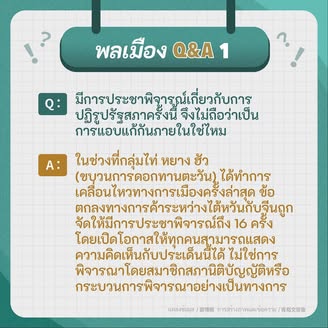 พลเมือง Q&A 1
Q: มีการประชาพิจารณ์เกี่ยวกับการ
ปฏิรูปรัฐสภาครั้งนี้ จึงไม่ถือว่าเป็น
การแอบแก้กันภายในใช่ไหม
A: ในช่วงที่กลุ่มไท่ หยาง ฮัว
(ขบวนการดอกทานตะวัน) ได้ทำการ
เคลื่อนไหวทางการเมืองครั้งล่าสุด ข้อ
ตกลงทางการค้าระหว่างไต้หวันกับจีนถูก
จัดให้มีการประชาพิจารณ์ถึง 16 ครั้ง
โดยเปิดโอกาสให้ทุกคนสามารถแสดง
ความคิดเห็นกับประเด็นนี้ได้ ไม่ใช่การ
พิจารณาโดยสมาชิกสภานิติบัญญัติหรือ
กระบวนการพิจารณาอย่างเป็นทางการ